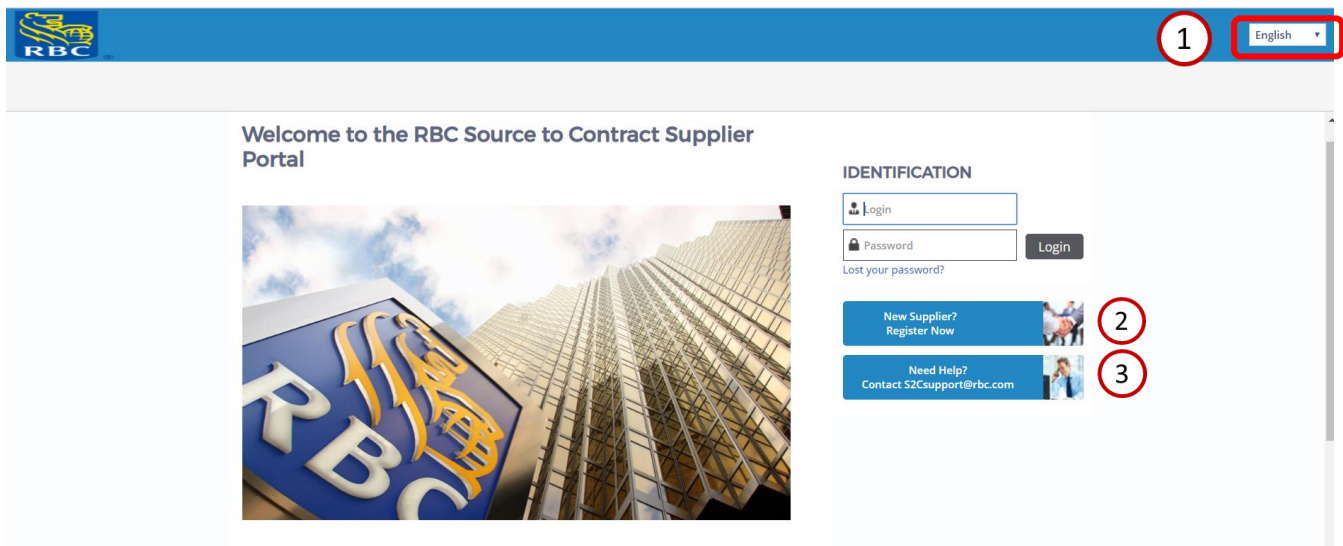 RBC
1
English
Welcome to the RBC Source to Contract Supplier
Portal
IDENTIFICATION
Login
Password
Login
Lost your password?
New Supplier?
Register Now
2
Need Help?
Contact S2Csupport@rbc.com
3
RBC